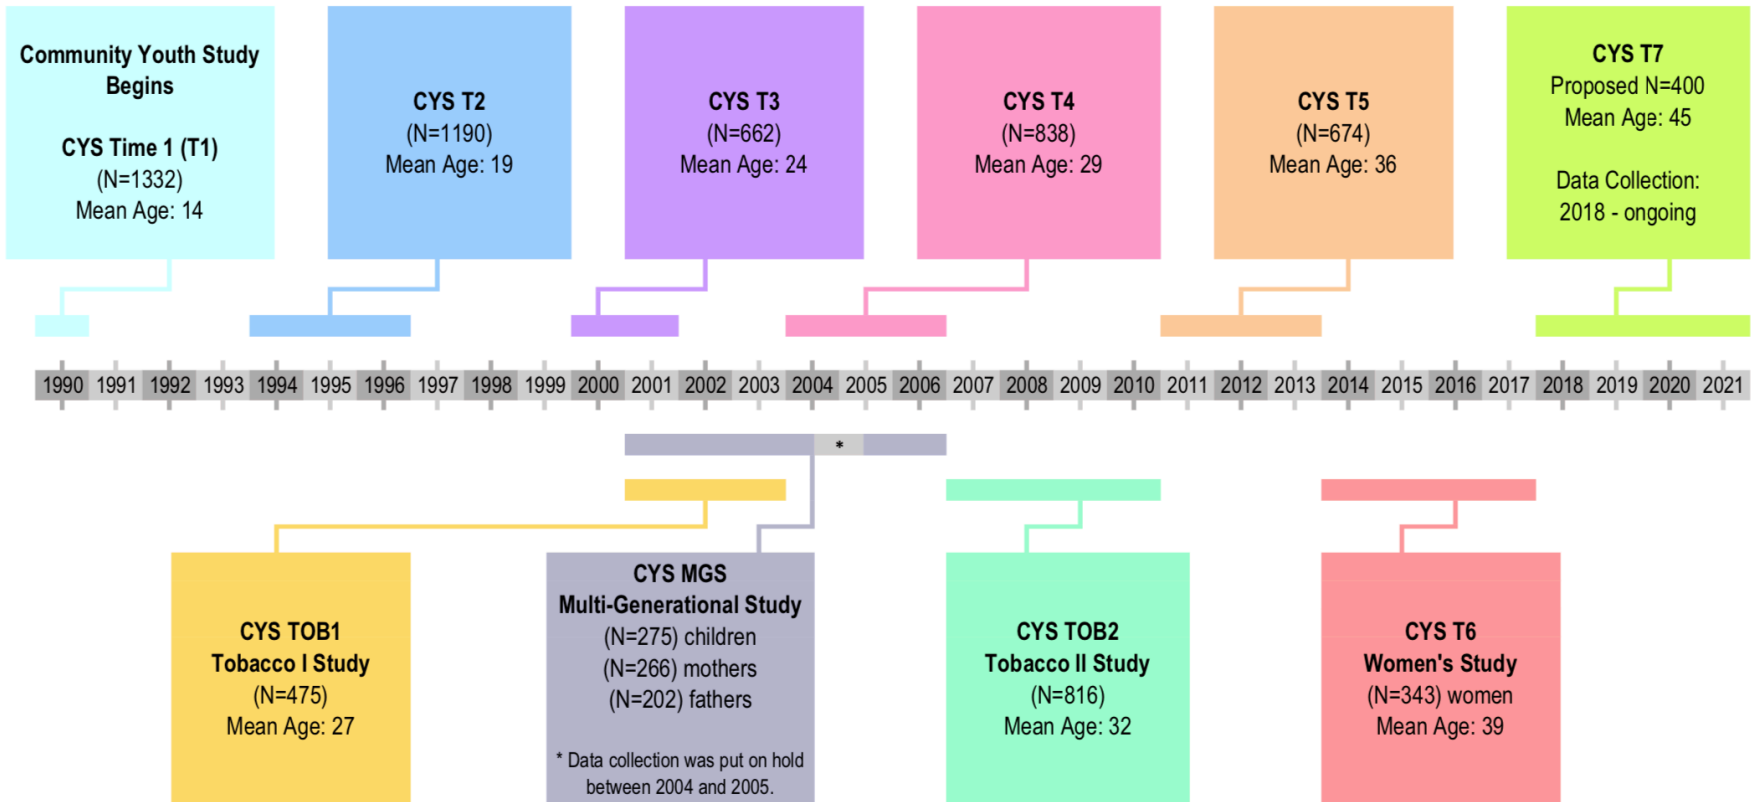 Community Youth Study
Begins
CYS Time 1 (T1)
(N=1332)
Mean Age: 14
CYS T2
(N=1190)
Mean Age: 19
CYS T3
(N=662)
Mean Age: 24
CYS T4
(N=838)
Mean Age: 29
CYS T5
(N=674)
Mean Age: 36
CYS T7
Proposed N=400
Mean Age: 45
Data Collection:
2018 - ongoing
1990 1991 1992 1993 1994 1995 1996 1997 1998 1999 2000 2001 2002 2003 2004 2005 2006 2007 2008 2009 2010 2011 2012 2013 2014 2015 2016 2017 2018 2019 2020 2021
*
CYS TOB1
Tobacco I Study
(N=475)
Mean Age: 27
CYS MGS
Multi-Generational Study
(N=275) children
(N=266) mothers
(N=202) fathers
* Data collection was put on hold
between 2004 and 2005.
CYS TOB2
Tobacco II Study
(N=816)
Mean Age: 32
CYS T6
Women's Study
(N=343) women
Mean Age: 39